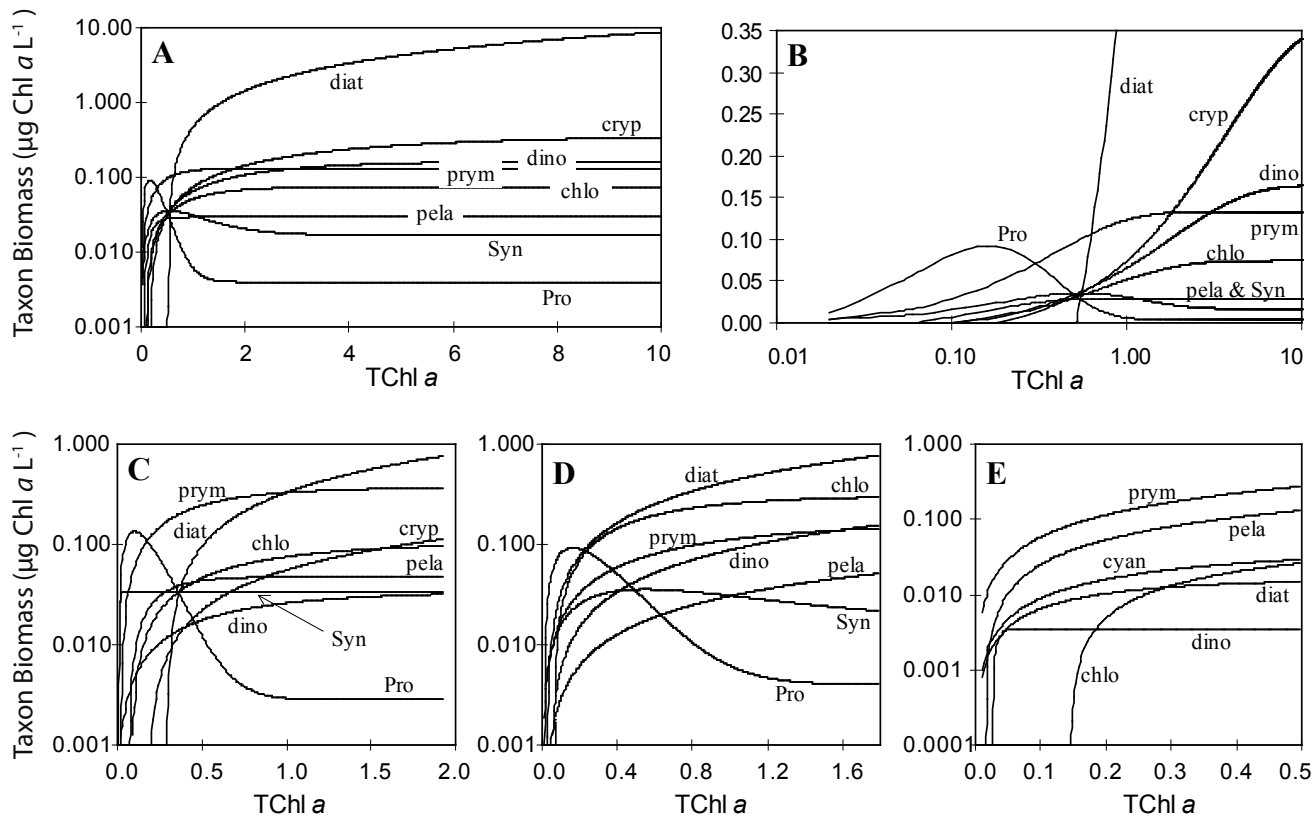 Taxon Biomass (µg Chl a L⁻¹)
A
10.00
1.000
0.100
0.010
0.001
diat
cryp
dino
prym
chlo
pela
Syn
Pro
0 2 4 6 8 10
TChl a
B
0.35
0.30
0.25
0.20
0.15
0.10
0.05
0.00
diat
cryp
dino
Pro
prym
chlo
pela & Syn
0.01 0.10 1.00 10
TChl a
Taxon Biomass (µg Chl a L⁻¹)
C
1.000
0.100
0.010
0.001
prym
diat
chlo
cryp
pela
dino
Syn
Pro
0.0 0.5 1.0 1.5 2.0
TChl a
D
1.000
0.100
0.010
0.001
diat
chlo
prym
dino
pela
Syn
Pro
0.0 0.4 0.8 1.2 1.6
TChl a
E
1.000
0.100
0.010
0.001
0.0001
prym
pela
cyan
diat
dino
chlo
0.0 0.1 0.2 0.3 0.4 0.5
TChl a